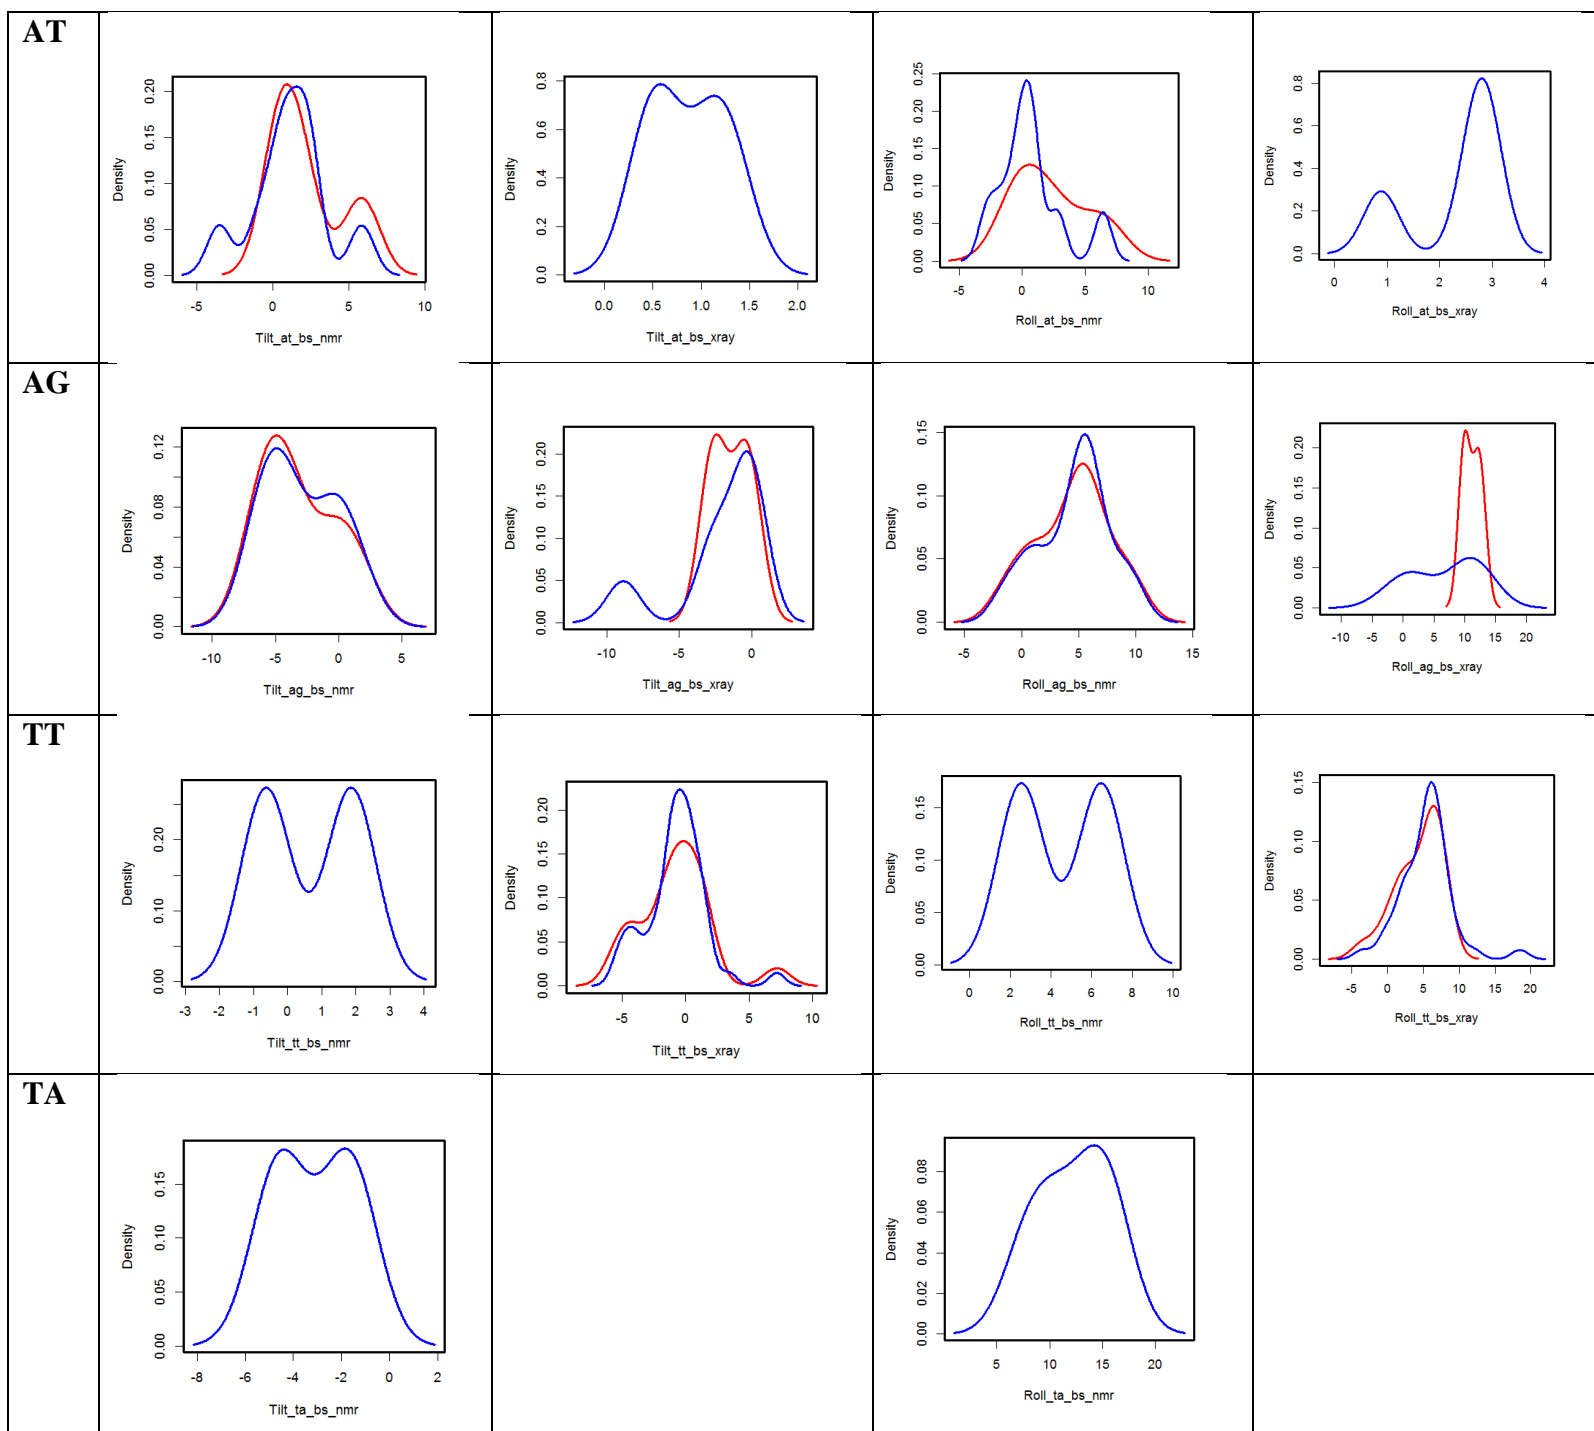 AT
Density
0.00 0.05 0.10 0.15 0.20
-5 0 5 10
Tilt_at_bs_nmr
Density
0.0 0.2 0.4 0.6 0.8
0.0 0.5 1.0 1.5 2.0
Tilt_at_bs_xray
Density
0.00 0.05 0.10 0.15 0.20 0.25
-5 0 5 10
Roll_at_bs_nmr
Density
0.0 0.2 0.4 0.6 0.8
0 1 2 3 4
Roll_at_bs_xray
AG
Density
0.00 0.04 0.08 0.12
-10 -5 0 5
Tilt_ag_bs_nmr
Density
0.00 0.05 0.10 0.15 0.20
-10 -5 0
Tilt_ag_bs_xray
Density
0.00 0.05 0.10 0.15
-5 0 5 10 15
Roll_ag_bs_nmr
Density
0.00 0.05 0.10 0.15 0.20
-10 -5 0 5 10 15 20
Roll_ag_bs_xray
TT
Density
0.00 0.10 0.20
-3 -2 -1 0 1 2 3 4
Tilt_tt_bs_nmr
Density
0.00 0.05 0.10 0.15 0.20
-5 0 5 10
Tilt_tt_bs_xray
Density
0.00 0.05 0.10 0.15
0 2 4 6 8 10
Roll_tt_bs_nmr
Density
0.00 0.05 0.10 0.15
-5 0 5 10 15 20
Roll_tt_bs_xray
TA
Density
0.00 0.05 0.10 0.15
-8 -6 -4 -2 0 2
Tilt_ta_bs_nmr
Density
0.00 0.02 0.04 0.06 0.08
5 10 15 20
Roll_ta_bs_nmr